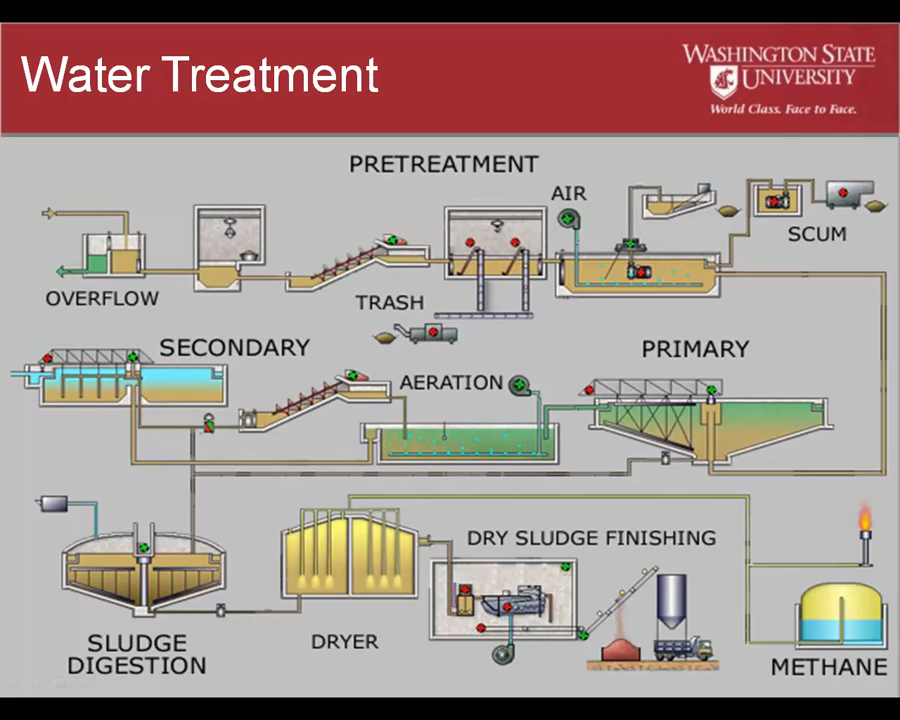 Water Treatment
WASHINGTON STATE
UNIVERSITY
World Class. Face to Face.
PRETREATMENT
AIR
SCUM
OVERFLOW
TRASH
SECONDARY
PRIMARY
AERATION
DRY SLUDGE FINISHING
SLUDGE
DIGESTION
DRYER
METHANE